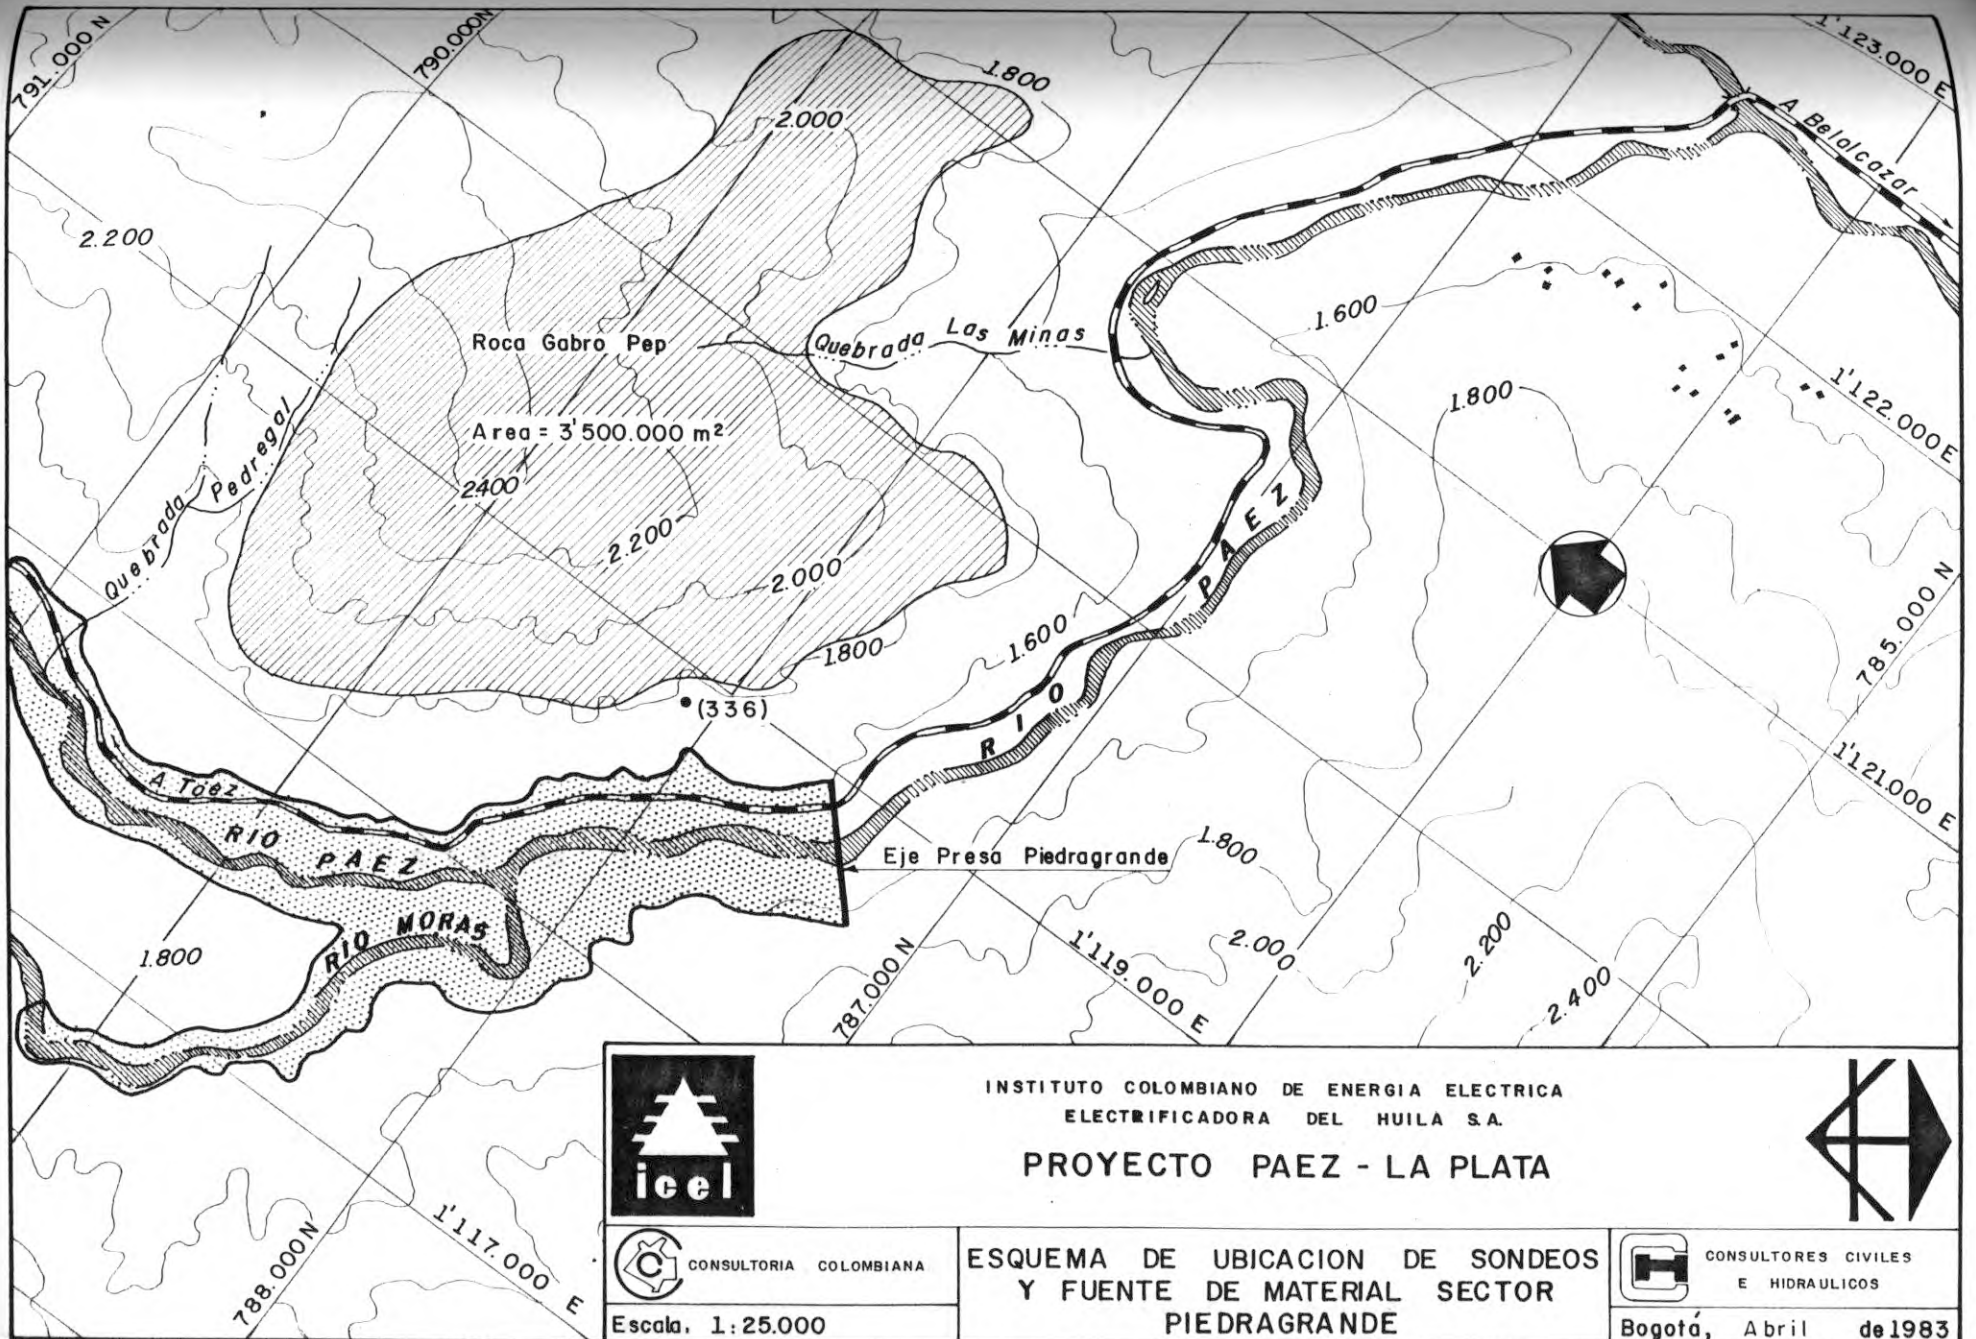 791.000 N
790.000N
1'123.000 E
1.800
2.000
A Belalcazar
2.200
1.600
Roca Gabro Pep
Quebrada Las Minas
1'122.000 E
1.800
Area = 3'500.000 m²
Quebrada Pedregal
2400
2.200
2.000
RIO PAEZ
785.000 N
1.800
1.600
(336)
1'121.000 E
A Tóez
RIO PAEZ
Eje Presa Piedragrande
1.800
RIO MORAS
1.800
787.000 N
1'119.000 E
2.000
2.200
2.400
1'117.000 E
788.000 N
icel
INSTITUTO COLOMBIANO DE ENERGIA ELECTRICA
ELECTRIFICADORA DEL HUILA S.A.
PROYECTO PAEZ - LA PLATA
CONSULTORIA COLOMBIANA
Escala, 1:25.000
ESQUEMA DE UBICACION DE SONDEOS
Y FUENTE DE MATERIAL SECTOR
PIEDRAGRANDE
CONSULTORES CIVILES
E HIDRAULICOS
Bogotá, Abril de 1983